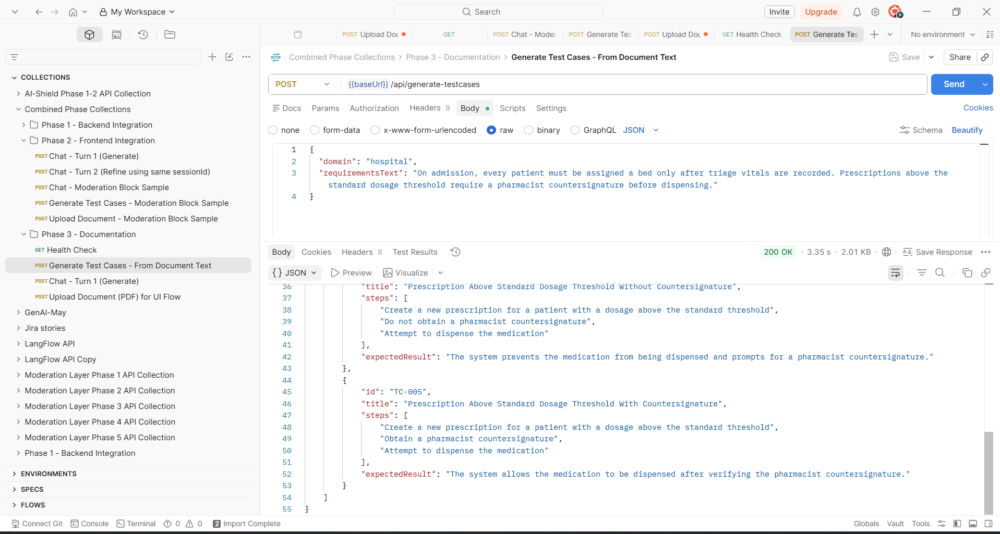 My Workspace
Search
Invite
Upgrade
POST Upload Doc
GET
POST Chat - Moder
POST Generate Tes
POST Upload Doc
GET Health Check
POST Generate Tes
No environment
Combined Phase Collections > Phase 3 - Documentation > Generate Test Cases - From Document Text
Save
Share
COLLECTIONS
AI-Shield Phase 1-2 API Collection
Combined Phase Collections
Phase 1 - Backend Integration
Phase 2 - Frontend Integration
POST Chat - Turn 1 (Generate)
POST Chat - Turn 2 (Refine using same sessionId)
POST Chat - Moderation Block Sample
POST Generate Test Cases - Moderation Block Sample
POST Upload Document - Moderation Block Sample
Phase 3 - Documentation
GET Health Check
POST Generate Test Cases - From Document Text
POST Chat - Turn 1 (Generate)
POST Upload Document (PDF) for UI Flow
GenAI-May
Jira stories
LangFlow API
LangFlow API Copy
Moderation Layer Phase 1 API Collection
Moderation Layer Phase 2 API Collection
Moderation Layer Phase 3 API Collection
Moderation Layer Phase 4 API Collection
Moderation Layer Phase 5 API Collection
Phase 1 - Backend Integration
ENVIRONMENTS
SPECS
FLOWS
HTTP
POST
{{baseUrl}} /api/generate-testcases
Send
Docs Params Authorization Headers 9 Body Scripts Settings
Cookies
none form-data x-www-form-urlencoded raw binary GraphQL JSON
Schema Beautify
1 {
2 "domain": "hospital",
3 "requirementsText": "On admission, every patient must be assigned a bed only after triage vitals are recorded. Prescriptions above the
standard dosage threshold require a pharmacist countersignature before dispensing."
4 }
Body Cookies Headers 8 Test Results
200 OK • 3.35 s • 2.01 KB
e.g. Save Response
{} JSON Preview Visualize
36 "title": "Prescription Above Standard Dosage Threshold Without Countersignature",
37 "steps": [
38 "Create a new prescription for a patient with a dosage above the standard threshold",
39 "Do not obtain a pharmacist countersignature",
40 "Attempt to dispense the medication"
41 ],
42 "expectedResult": "The system prevents the medication from being dispensed and prompts for a pharmacist countersignature."
43 },
44 {
45 "id": "TC-005",
46 "title": "Prescription Above Standard Dosage Threshold With Countersignature",
47 "steps": [
48 "Create a new prescription for a patient with a dosage above the standard threshold",
49 "Obtain a pharmacist countersignature",
50 "Attempt to dispense the medication"
51 ],
52 "expectedResult": "The system allows the medication to be dispensed after verifying the pharmacist countersignature."
53 }
54 ]
55 }
Connect Git Console Terminal 0 0 2 Import Complete
Globals Vault Tools